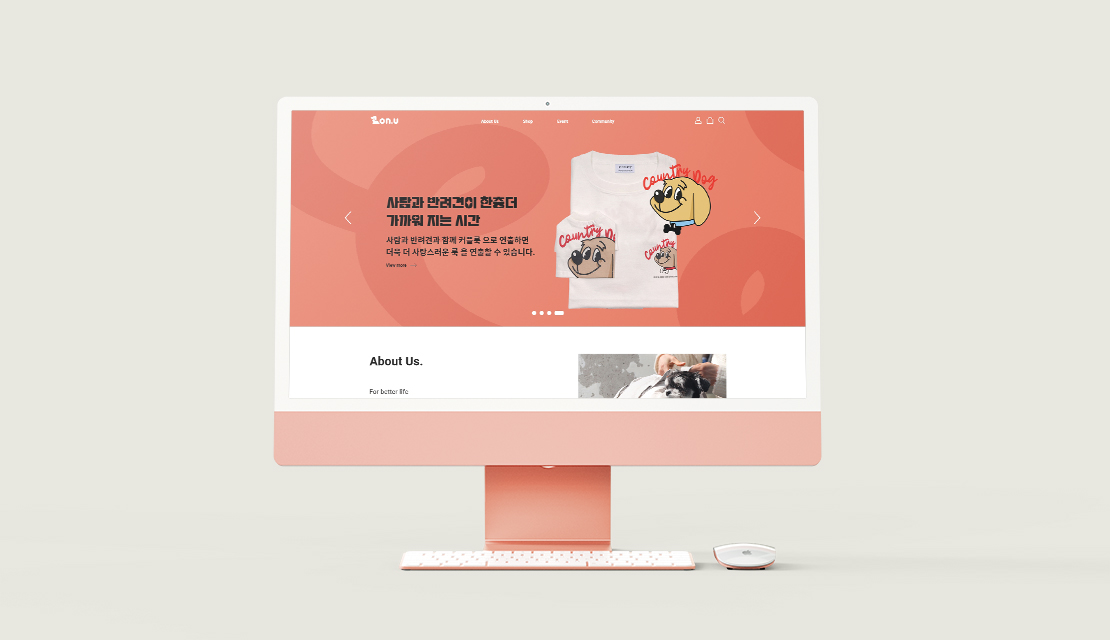 Zon.u
About Us
Shop
Event
Community
사람과 반려견이 한층더
가까워 지는 시간
사람과 반려견과 함께 커플룩 으로 연출하면
더욱 더 사랑스러운 룩 을 연출할 수 있습니다.
View more
Country Dog
Country D
Country
About Us.
For better life